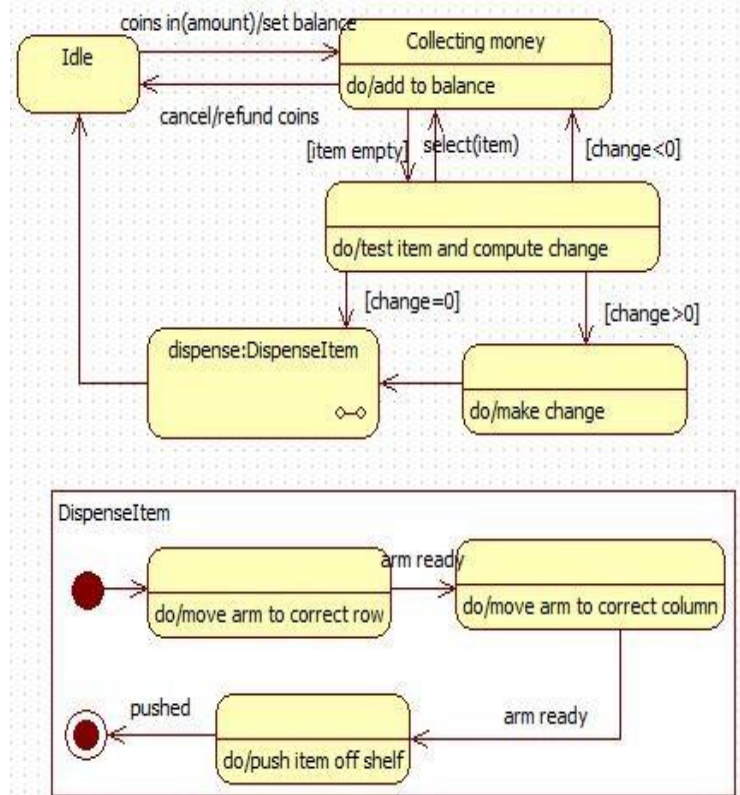 coins in(amount)/set balance
Idle
Collecting money
do/add to balance
cancel/refund coins
[item empty]
select(item)
[change<0]
do/test item and compute change
[change=0]
[change>0]
dispense:DispenseItem
do/make change
DispenseItem
arm ready
do/move arm to correct row
do/move arm to correct column
pushed
arm ready
do/push item off shelf